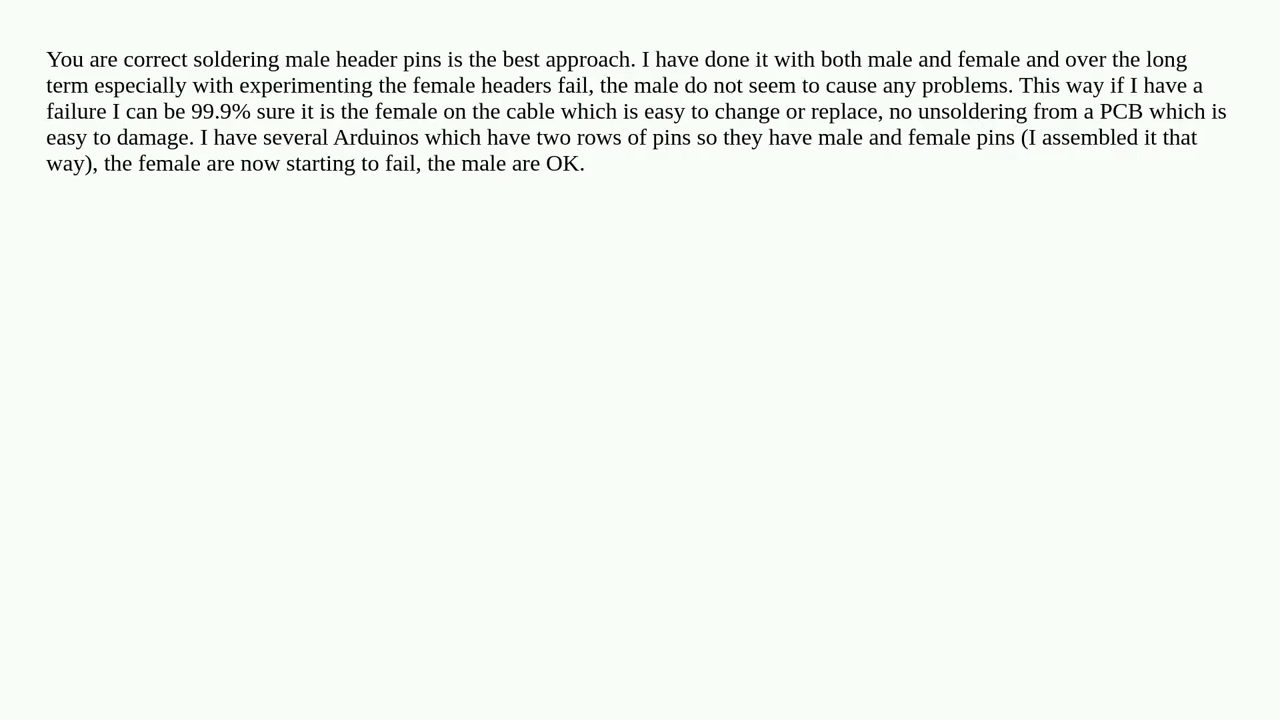 You are correct soldering male header pins is the best approach. I have done it with both male and female and over the long
term especially with experimenting the female headers fail, the male do not seem to cause any problems. This way if I have a
failure I can be 99.9% sure it is the female on the cable which is easy to change or replace, no unsoldering from a PCB which is
easy to damage. I have several Arduinos which have two rows of pins so they have male and female pins (I assembled it that
way), the female are now starting to fail, the male are OK.